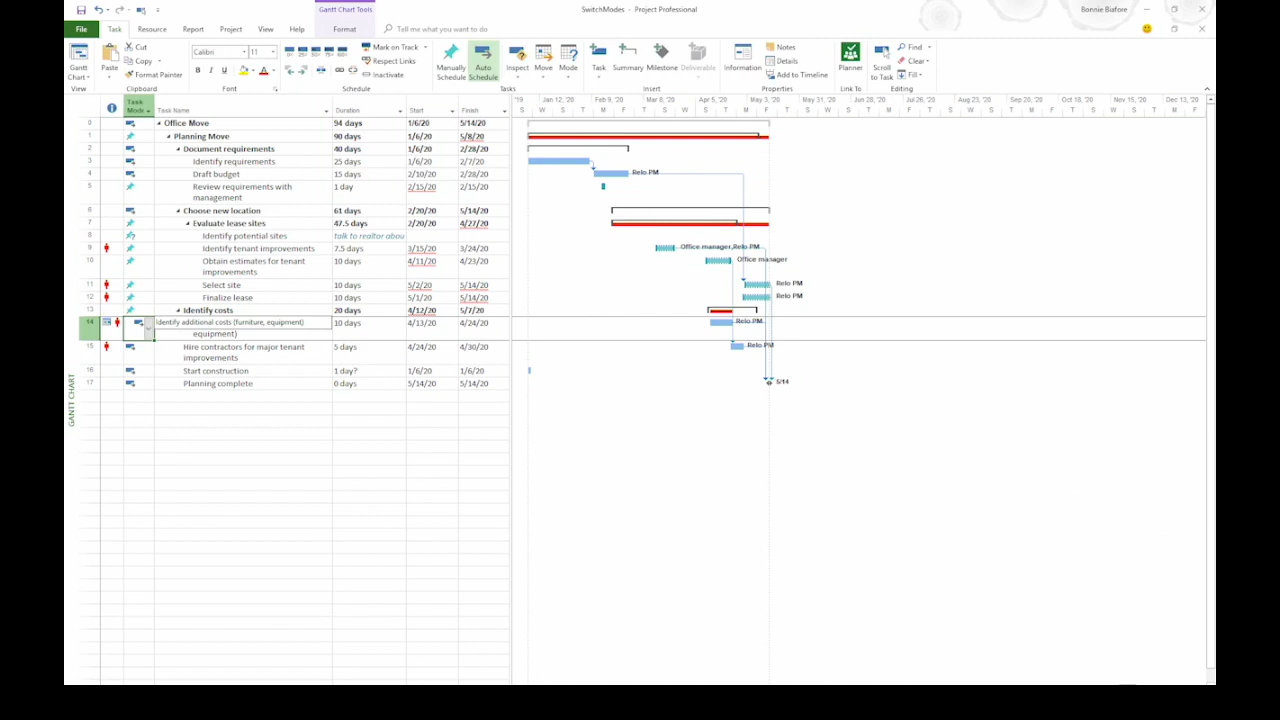 Gantt Chart Tools SwitchModes - Project Professional Bonnie Biafore
File Task Resource Report Project View Help Format Tell me what you want to do
Cut Calibri 11 Mark on Track Notes Find
Copy Respect Links Details Clear
Gantt Chart Paste Format Painter B I U A Inactivate Manually Schedule Auto Schedule Inspect Move Mode Task Summary Milestone Deliverable Information Add to Timeline Planner Scroll to Task Fill
View Clipboard Font Schedule Tasks Insert Properties Link To Editing
Task Mode Task Name Duration Start Finish
'19 Jan 12, '20 Feb 9, '20 Mar 8, '20 Apr 5, '20 May 3, '20 May 31, '20 Jun 28, '20 Jul 26, '20 Aug 23, '20 Sep 20, '20 Oct 18, '20 Nov 15, '20 Dec 13, '20
S W S T M F T S W S T M F T S W S T M F T S W S T M F T S
0 Office Move 94 days 1/6/20 5/14/20
1 Planning Move 90 days 1/6/20 5/8/20
2 Document requirements 40 days 1/6/20 2/28/20
3 Identify requirements 25 days 1/6/20 2/7/20
4 Draft budget 15 days 2/10/20 2/28/20 Relo PM
5 Review requirements with 1 day 2/15/20 2/15/20
management
6 Choose new location 61 days 2/20/20 5/14/20
7 Evaluate lease sites 47.5 days 2/20/20 4/27/20
8 Identify potential sites talk to realtor abou
9 Identify tenant improvements 7.5 days 3/15/20 3/24/20 Office manager,Relo PM
10 Obtain estimates for tenant 10 days 4/11/20 4/23/20 Office manager
improvements
11 Select site 10 days 5/2/20 5/14/20 Relo PM
12 Finalize lease 10 days 5/1/20 5/14/20 Relo PM
13 Identify costs 20 days 4/12/20 5/7/20
14 Identify additional costs (furniture, equipment) 10 days 4/13/20 4/24/20 Relo PM
equipment)
15 Hire contractors for major tenant 5 days 4/24/20 4/30/20 Relo PM
improvements
16 Start construction 1 day? 1/6/20 1/6/20
17 Planning complete 0 days 5/14/20 5/14/20 5/14
GANTT CHART